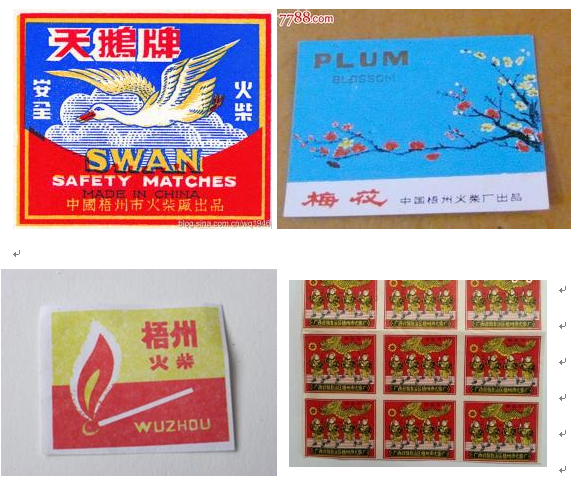 天鵝牌
安全
火柴
SWAN
SAFETY MATCHES
MADE IN CHINA
中國梧州市火柴廠出品
7788.com
PLUM
BLOSSOM
梅花
中国梧州火柴厂出品
梧州
火柴
WUZHOU